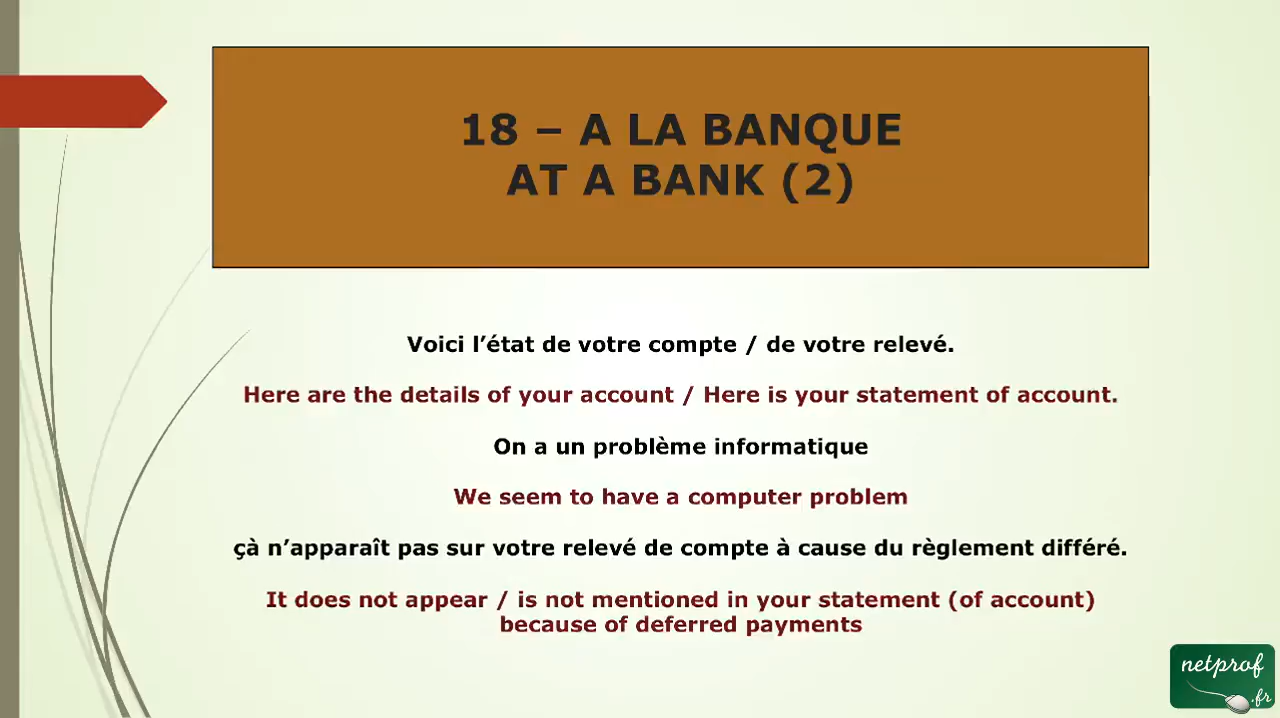 18 – A LA BANQUE
AT A BANK (2)
Voici l’état de votre compte / de votre relevé.
Here are the details of your account / Here is your statement of account.
On a un problème informatique
We seem to have a computer problem
çà n’apparaît pas sur votre relevé de compte à cause du règlement différé.
It does not appear / is not mentioned in your statement (of account)
because of deferred payments
netprof
.fr